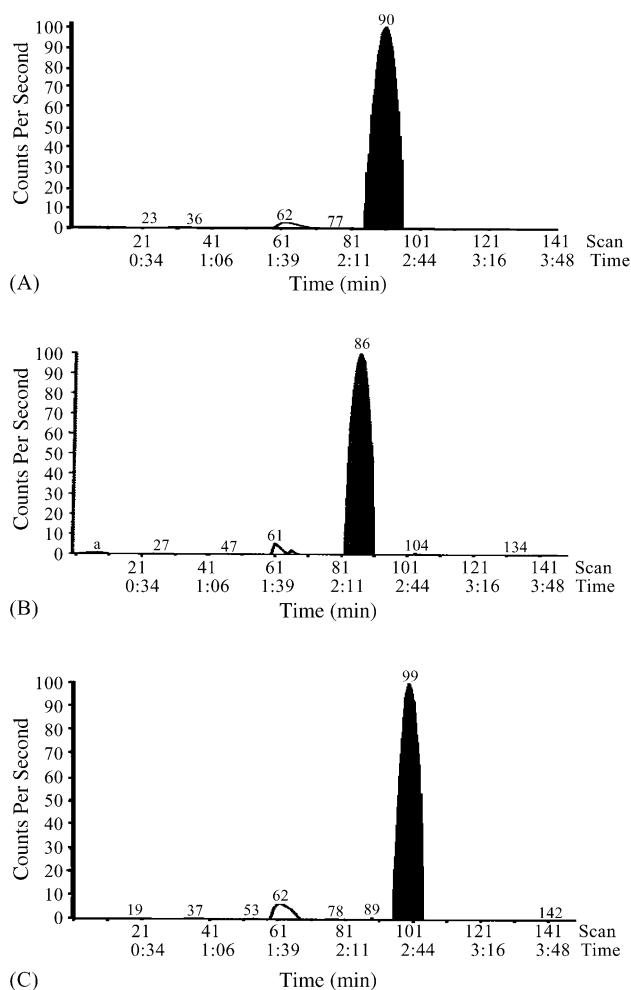 90
100
90
80
70
60
50
40
30
20
10
0
Counts Per Second
23 36 62 77
21 41 61 81 101 121 141 Scan
0:34 1:06 1:39 2:11 2:44 3:16 3:48 Time
(A) Time (min)
86
100
90
80
70
60
50
40
30
20
10
0
Counts Per Second
a 27 47 61 104 134
21 41 61 81 101 121 141 Scan
0:34 1:06 1:39 2:11 2:44 3:16 3:48 Time
(B) Time (min)
99
100
90
80
70
60
50
40
30
20
10
0
Counts Per Second
19 37 53 62 78 89 142
21 41 61 81 101 121 141 Scan
0:34 1:06 1:39 2:11 2:44 3:16 3:48 Time
(C) Time (min)